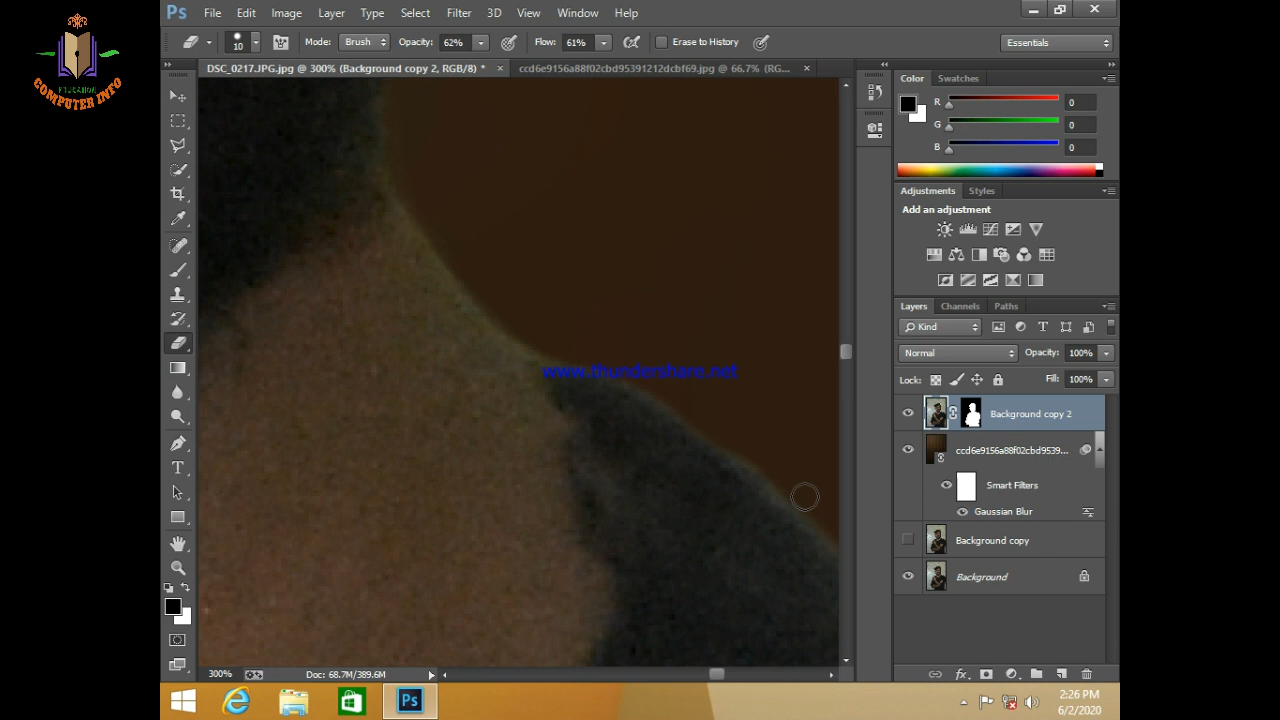 Ps File Edit Image Layer Type Select Filter 3D View Window Help
10 Mode: Brush Opacity: 62% Flow: 61% Erase to History Essentials
DSC_0217.JPG.jpg @ 300% (Background copy 2, RGB/8) * × ccd6e9156a88f02cbd95391212dcbf69.jpg @ 66.7% (RG... ×
EDUCATION
COMPUTER INFO
Color Swatches
R 0
G 0
B 0
Adjustments Styles
Add an adjustment
Layers Channels Paths
Kind
Normal Opacity: 100%
Lock: Fill: 100%
Background copy 2
ccd6e9156a88f02cbd9539...
Smart Filters
Gaussian Blur
Background copy
Background
www.thundershare.net
300% Doc: 68.7M/389.6M
Ps
2:26 PM
6/2/2020